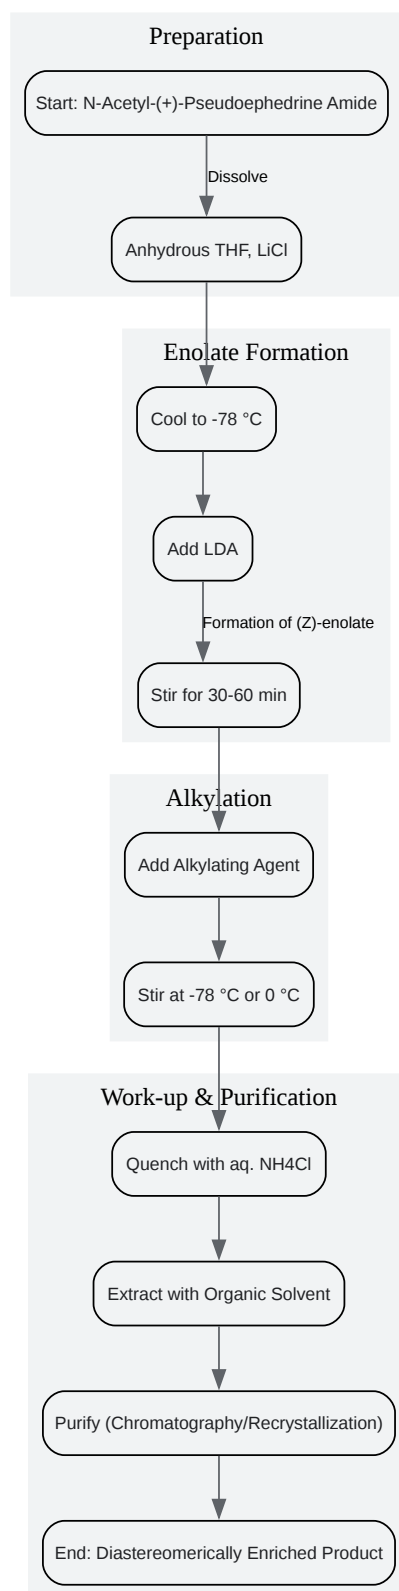 Preparation
Start: N-Acetyl-(+)-Pseudoephedrine Amide
Dissolve
Anhydrous THF, LiCl
Enolate Formation
Cool to -78 °C
Add LDA
Formation of (Z)-enolate
Stir for 30-60 min
Alkylation
Add Alkylating Agent
Stir at -78 °C or 0 °C
Work-up & Purification
Quench with aq. NH4Cl
Extract with Organic Solvent
Purify (Chromatography/Recrystallization)
End: Diastereomerically Enriched Product